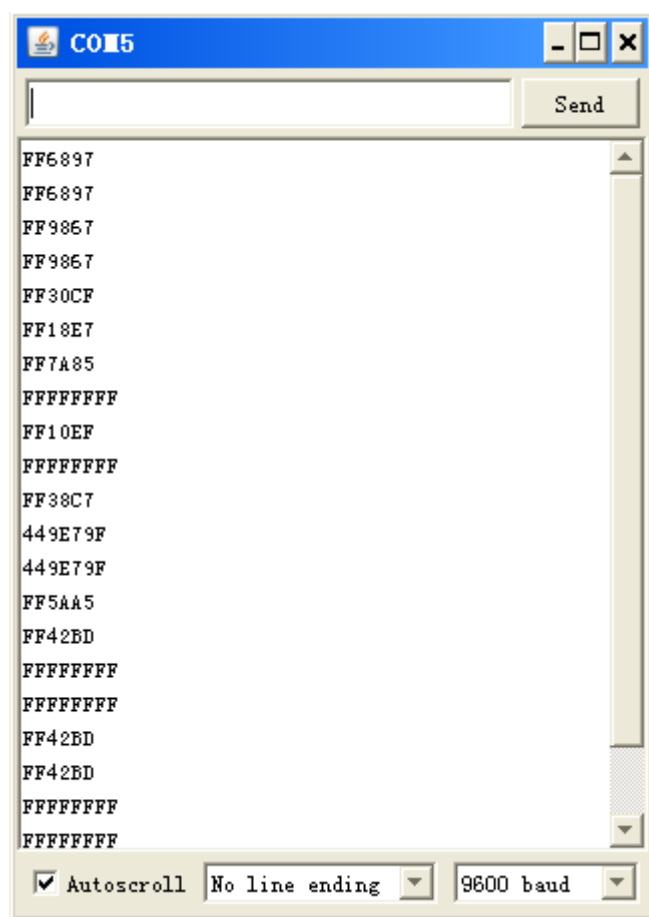 COM5
Send
FF6897
FF6897
FF9867
FF9867
FF30CF
FF18E7
FF7A85
FFFFFFFF
FF10EF
FFFFFFFF
FF38C7
449E79F
449E79F
FF5AA5
FF42BD
FFFFFFFF
FFFFFFFF
FF42BD
FF42BD
FFFFFFFF
FFFFFFFF
Autoscroll No line ending 9600 baud